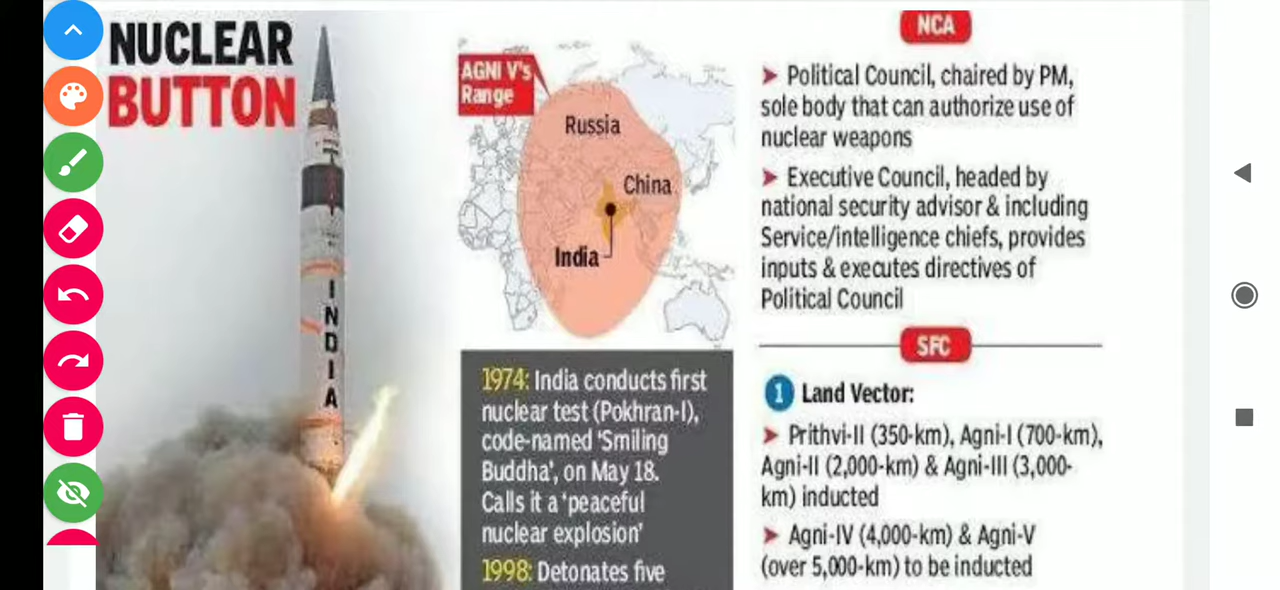 NUCLEAR
BUTTON
INDIA
AGNI V's
Range
Russia
China
India
1974: India conducts first
nuclear test (Pokhran-I),
code-named 'Smiling
Buddha', on May 18.
Calls it a 'peaceful
nuclear explosion'
1998: Detonates five
NCA
➤ Political Council, chaired by PM,
sole body that can authorize use of
nuclear weapons
➤ Executive Council, headed by
national security advisor & including
Service/intelligence chiefs, provides
inputs & executes directives of
Political Council
SFC
1 Land Vector:
➤ Prithvi-II (350-km), Agni-I (700-km),
Agni-II (2,000-km) & Agni-III (3,000-
km) inducted
➤ Agni-IV (4,000-km) & Agni-V
(over 5,000-km) to be inducted